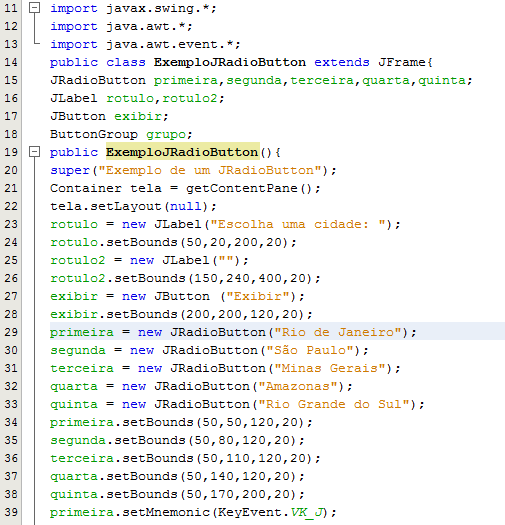 11 import javax.swing.*;
12 import java.awt.*;
13 import java.awt.event.*;
14 public class ExemploJRadioButton extends JFrame{
15 JRadioButton primeira,segunda,terceira,quarta,quinta;
16 JLabel rotulo,rotulo2;
17 JButton exibir;
18 ButtonGroup grupo;
19 public ExemploJRadioButton(){
20 super("Exemplo de um JRadioButton");
21 Container tela = getContentPane();
22 tela.setLayout(null);
23 rotulo = new JLabel("Escolha uma cidade: ");
24 rotulo.setBounds(50,20,200,20);
25 rotulo2 = new JLabel("");
26 rotulo2.setBounds(150,240,400,20);
27 exibir = new JButton ("Exibir");
28 exibir.setBounds(200,200,120,20);
29 primeira = new JRadioButton("Rio de Janeiro");
30 segunda = new JRadioButton("São Paulo");
31 terceira = new JRadioButton("Minas Gerais");
32 quarta = new JRadioButton("Amazonas");
33 quinta = new JRadioButton("Rio Grande do Sul");
34 primeira.setBounds(50,50,120,20);
35 segunda.setBounds(50,80,120,20);
36 terceira.setBounds(50,110,120,20);
37 quarta.setBounds(50,140,120,20);
38 quinta.setBounds(50,170,200,20);
39 primeira.setMnemonic(KeyEvent.VK_J);